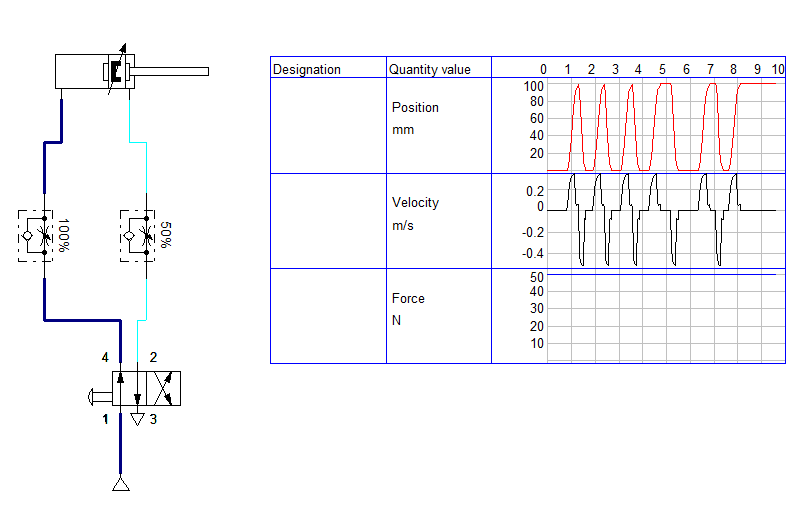 Designation Quantity value 0 1 2 3 4 5 6 7 8 9 10
Position
mm
100
80
60
40
20
Velocity
m/s
0.2
0
-0.2
-0.4
Force
N
50
40
30
20
10
100%
50%
4 2
1 3